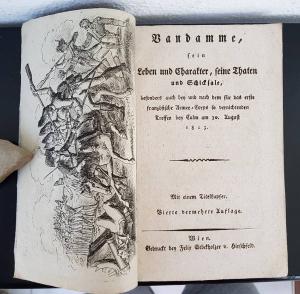 Vandamme,
sein
Leben und Charakter, seine Thaten
und Schicksale,
besonders auch bey und nach dem für das erste
französische Armee-Corps so vernichtenden
Treffen bey Culm am 30. August
1813.
Mit einem Titelkupfer.
Vierte vermehrte Auflage.
Wien.
Gedruckt bey Felix Stöckholzer v. Hirschfeld.